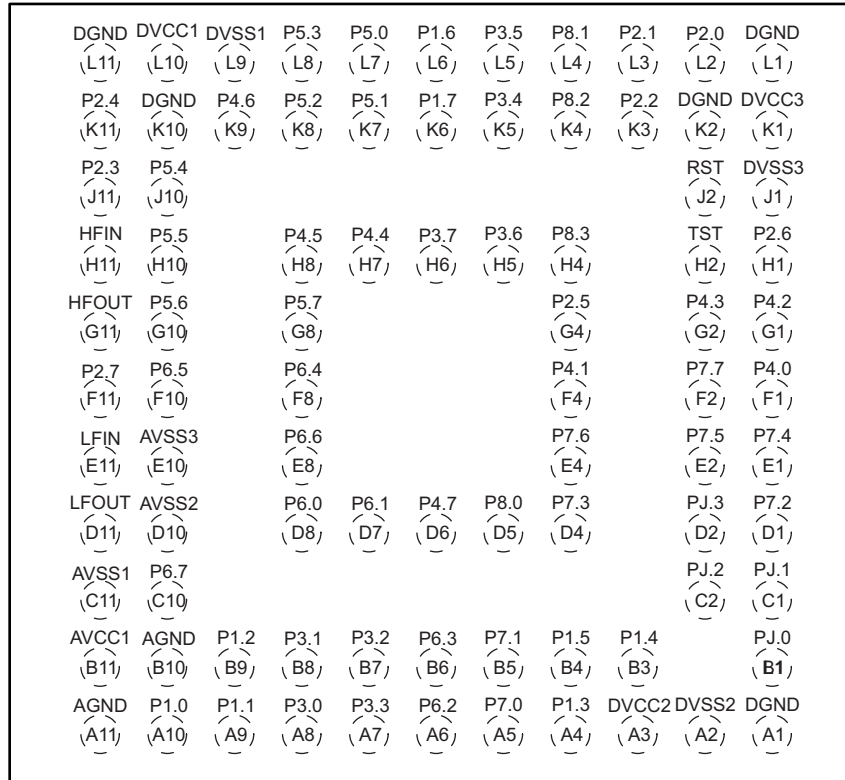 DGND DVCC1 DVSS1 P5.3 P5.0 P1.6 P3.5 P8.1 P2.1 P2.0 DGND
L11 L10 L9 L8 L7 L6 L5 L4 L3 L2 L1
P2.4 DGND P4.6 P5.2 P5.1 P1.7 P3.4 P8.2 P2.2 DGND DVCC3
K11 K10 K9 K8 K7 K6 K5 K4 K3 K2 K1
P2.3 P5.4 RST DVSS3
J11 J10 J2 J1
HFIN P5.5 P4.5 P4.4 P3.7 P3.6 P8.3 TST P2.6
H11 H10 H8 H7 H6 H5 H4 H2 H1
HFOUT P5.6 P5.7 P2.5 P4.3 P4.2
G11 G10 G8 G4 G2 G1
P2.7 P6.5 P6.4 P4.1 P7.7 P4.0
F11 F10 F8 F4 F2 F1
LFIN AVSS3 P6.6 P7.6 P7.5 P7.4
E11 E10 E8 E4 E2 E1
LFOUT AVSS2 P6.0 P6.1 P4.7 P8.0 P7.3 PJ.3 P7.2
D11 D10 D8 D7 D6 D5 D4 D2 D1
AVSS1 P6.7 PJ.2 PJ.1
C11 C10 C2 C1
AVCC1 AGND P1.2 P3.1 P3.2 P6.3 P7.1 P1.5 P1.4 PJ.0
B11 B10 B9 B8 B7 B6 B5 B4 B3 B1
AGND P1.0 P1.1 P3.0 P3.3 P6.2 P7.0 P1.3 DVCC2 DVSS2 DGND
A11 A10 A9 A8 A7 A6 A5 A4 A3 A2 A1